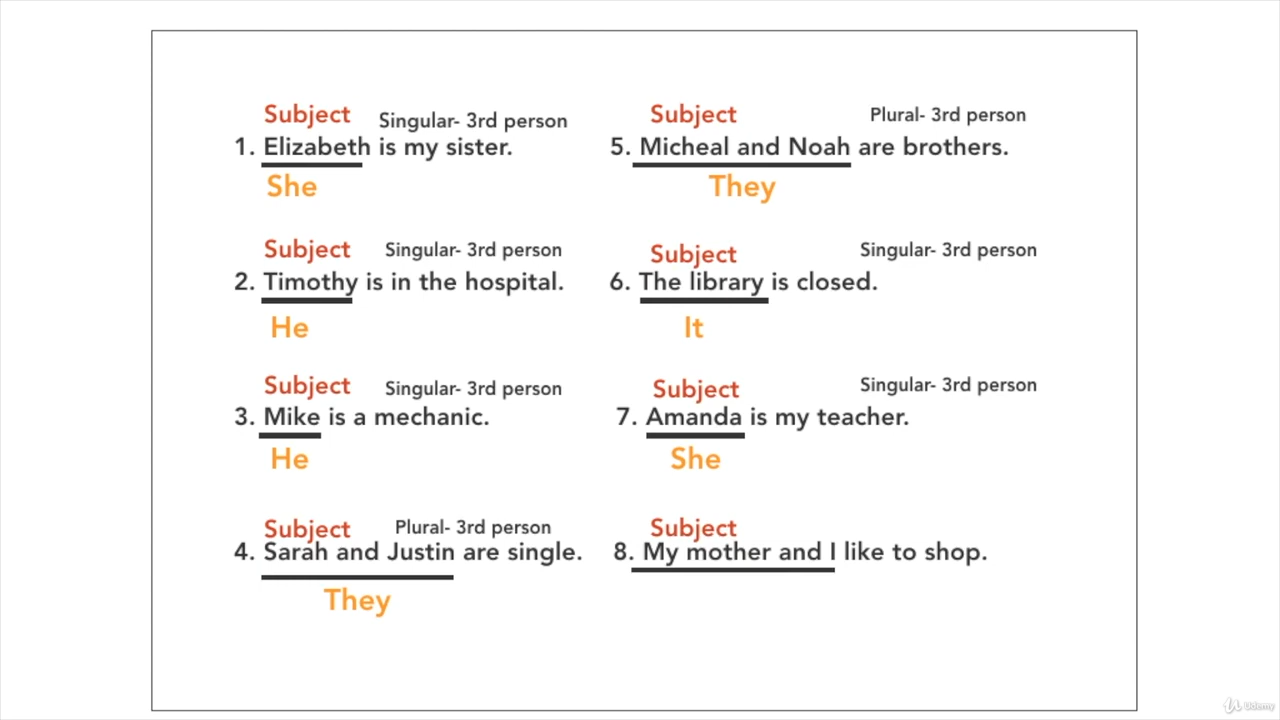 Subject Singular- 3rd person
1. Elizabeth is my sister.
She
Subject Singular- 3rd person
2. Timothy is in the hospital.
He
Subject Singular- 3rd person
3. Mike is a mechanic.
He
Subject Plural- 3rd person
4. Sarah and Justin are single.
They
Subject Plural- 3rd person
5. Micheal and Noah are brothers.
They
Subject Singular- 3rd person
6. The library is closed.
It
Subject Singular- 3rd person
7. Amanda is my teacher.
She
Subject
8. My mother and I like to shop.
Udemy